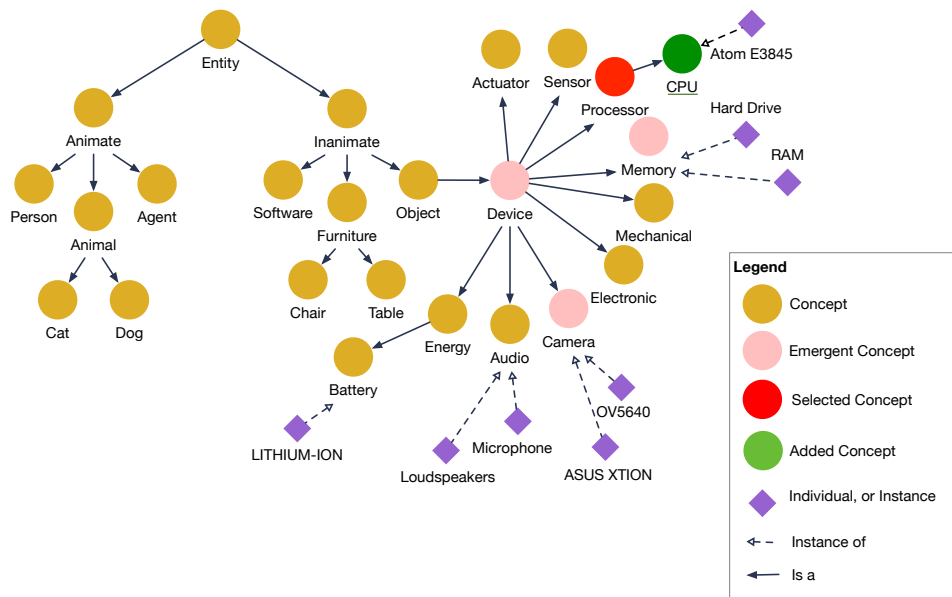 Entity
Animate
Inanimate
Person
Animal
Agent
Cat
Dog
Software
Furniture
Object
Chair
Table
Device
Actuator
Sensor
Processor
CPU
Atom E3845
Hard Drive
Memory
RAM
Mechanical
Electronic
Energy
Audio
Camera
Battery
LITHIUM-ION
Loudspeakers
Microphone
OV5640
ASUS XTION
Legend
Concept
Emergent Concept
Selected Concept
Added Concept
Individual, or Instance
Instance of
Is a